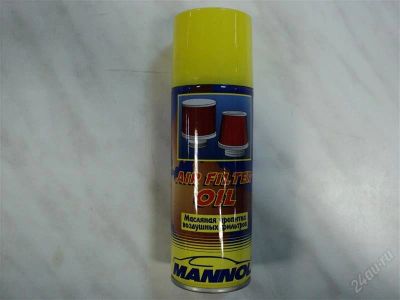 AIR FILTER
OIL
Масляная пропитка
воздушных фильтров
MANNOL
24au.ru